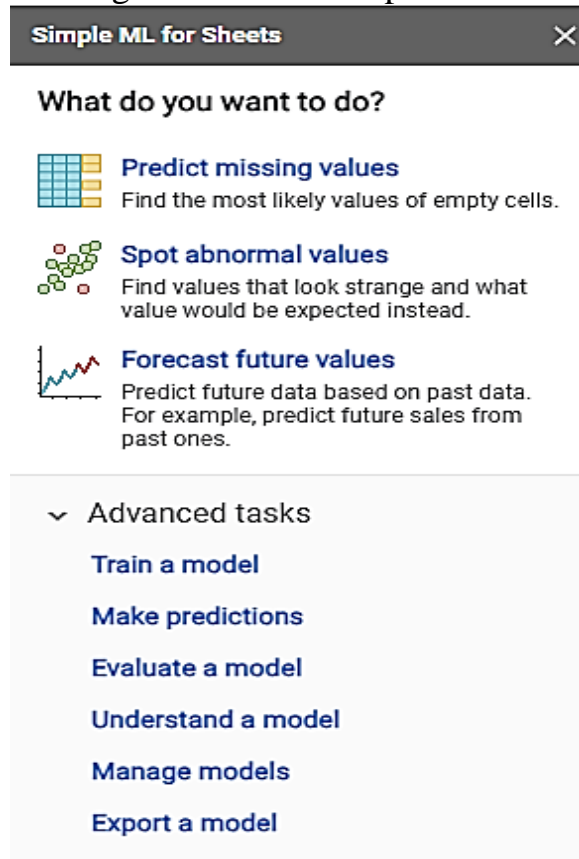 Simple ML for Sheets
What do you want to do?
Predict missing values
Find the most likely values of empty cells.
Spot abnormal values
Find values that look strange and what
value would be expected instead.
Forecast future values
Predict future data based on past data.
For example, predict future sales from
past ones.
Advanced tasks
Train a model
Make predictions
Evaluate a model
Understand a model
Manage models
Export a model